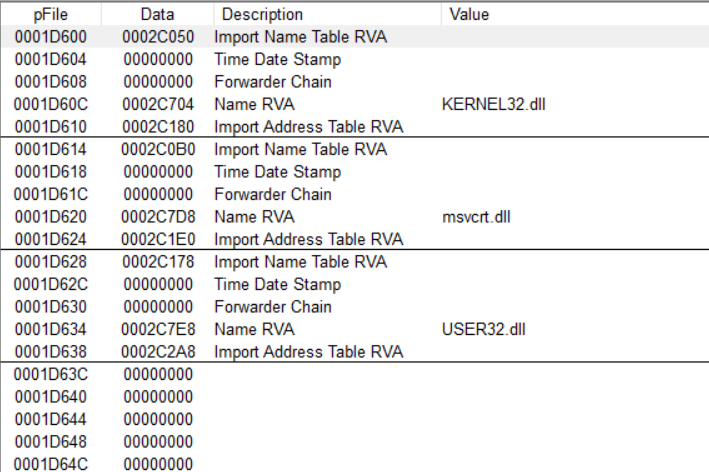 pFile Data Description Value
0001D600 0002C050 Import Name Table RVA
0001D604 00000000 Time Date Stamp
0001D608 00000000 Forwarder Chain
0001D60C 0002C704 Name RVA KERNEL32.dll
0001D610 0002C180 Import Address Table RVA
0001D614 0002C0B0 Import Name Table RVA
0001D618 00000000 Time Date Stamp
0001D61C 00000000 Forwarder Chain
0001D620 0002C7D8 Name RVA msvcrt.dll
0001D624 0002C1E0 Import Address Table RVA
0001D628 0002C178 Import Name Table RVA
0001D62C 00000000 Time Date Stamp
0001D630 00000000 Forwarder Chain
0001D634 0002C7E8 Name RVA USER32.dll
0001D638 0002C2A8 Import Address Table RVA
0001D63C 00000000
0001D640 00000000
0001D644 00000000
0001D648 00000000
0001D64C 00000000